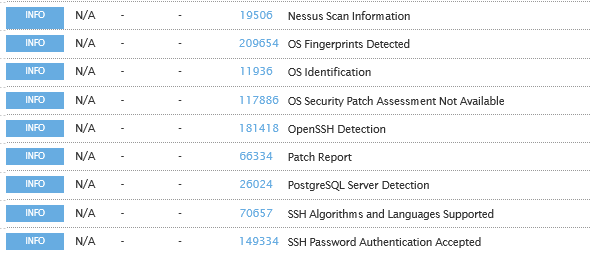 INFO N/A - - 19506 Nessus Scan Information
INFO N/A - - 209654 OS Fingerprints Detected
INFO N/A - - 11936 OS Identification
INFO N/A - - 117886 OS Security Patch Assessment Not Available
INFO N/A - - 181418 OpenSSH Detection
INFO N/A - - 66334 Patch Report
INFO N/A - - 26024 PostgreSQL Server Detection
INFO N/A - - 70657 SSH Algorithms and Languages Supported
INFO N/A - - 149334 SSH Password Authentication Accepted